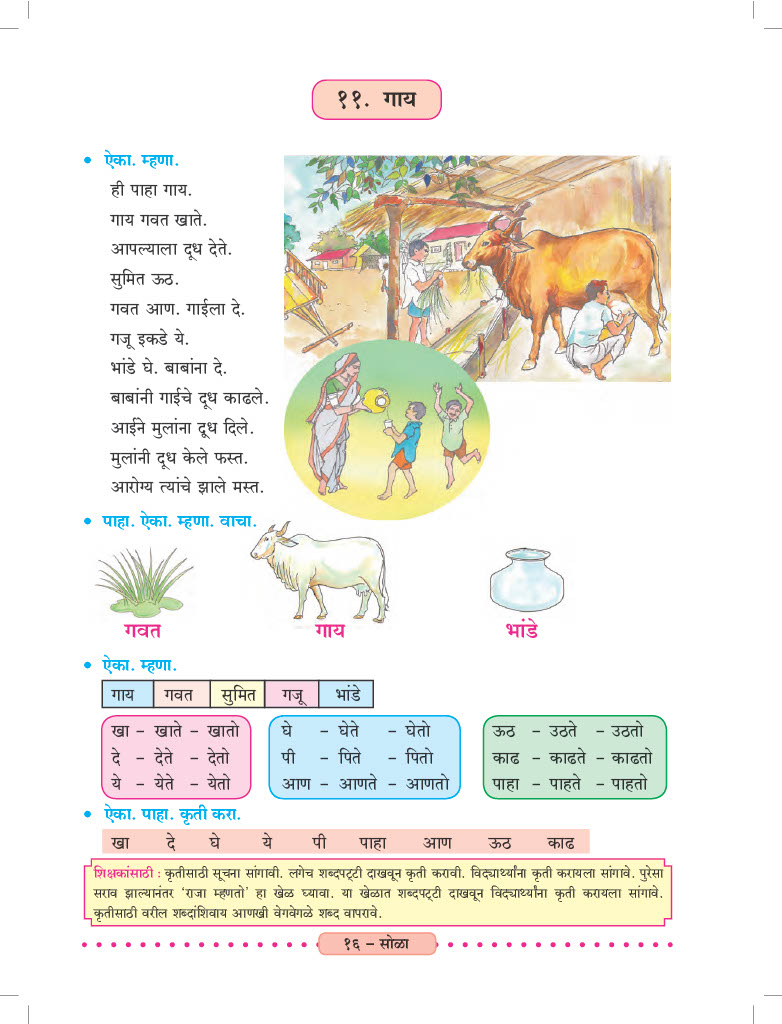 ११. गाय
• ऐका. म्हणा.
ही पाहा गाय.
गाय गवत खाते.
आपल्याला दूध देते.
सुमित ऊठ.
गवत आण. गाईला दे.
गजू इकडे ये.
भांडे घे. बाबांना दे.
बाबांनी गाईचे दूध काढले.
आईने मुलांना दूध दिले.
मुलांनी दूध केले फस्त.
आरोग्य त्यांचे झाले मस्त.
• पाहा. ऐका. म्हणा. वाचा.
गवत गाय भांडे
• ऐका. म्हणा.
गाय गवत सुमित गजू भांडे
खा – खाते – खातो
दे – देते – देतो
ये – येते – येतो
घे – घेते – घेतो
पी – पिते – पितो
आण – आणते – आणतो
ऊठ – उठते – उठतो
काढ – काढते – काढतो
पाहा – पाहते – पाहतो
• ऐका. पाहा. कृती करा.
खा दे घे ये पी पाहा आण ऊठ काढ
शिक्षकांसाठी : कृतीसाठी सूचना सांगावी. लगेच शब्दपट्टी दाखवून कृती करावी. विद्यार्थ्यांना कृती करायला सांगावे. पुरेसा
सराव झाल्यानंतर ‘राजा म्हणतो’ हा खेळ घ्यावा. या खेळात शब्दपट्टी दाखवून विद्यार्थ्यांना कृती करायला सांगावे.
कृतीसाठी वरील शब्दांशिवाय आणखी वेगवेगळे शब्द वापरावे.
१६ – सोळा